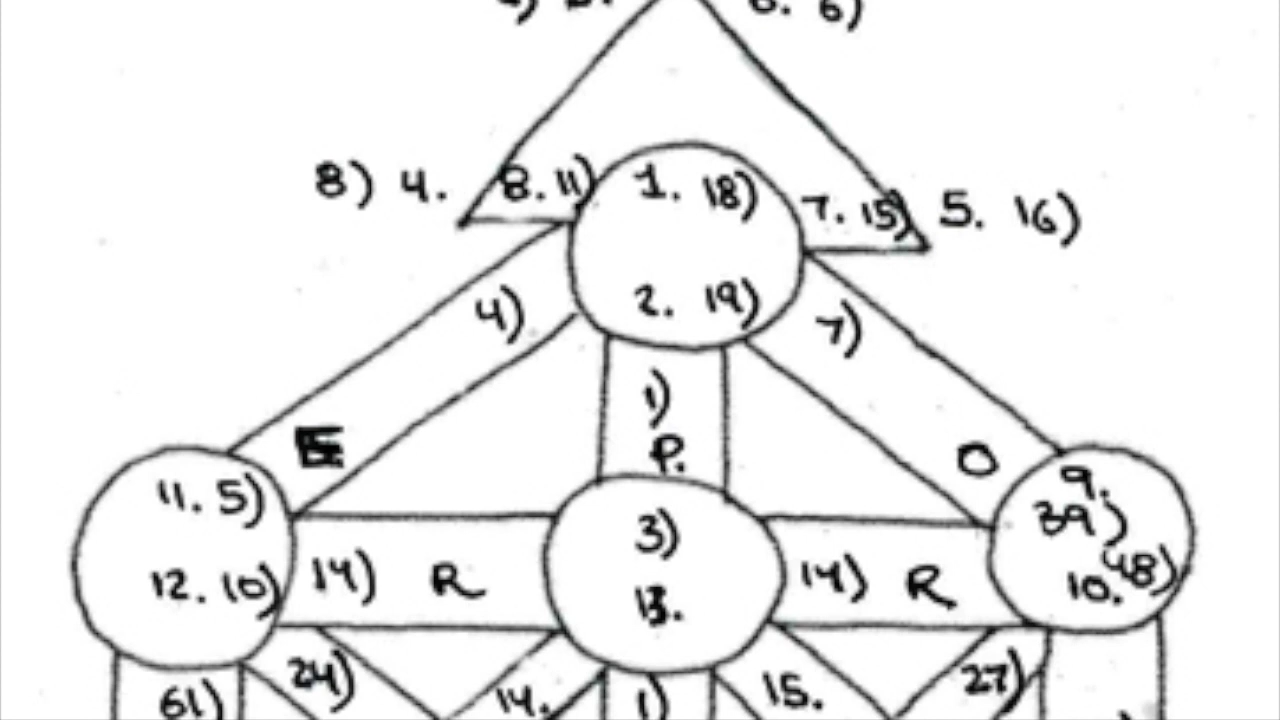 6. 6)
8) 4. 8. 11) 1. 18) 7. 15) 5. 16)
2. 19)
4) 7)
1)
E P. O
11. 5) 9.
3) 39)
12. 10) 14) R 13. 14) R 10. 48)
24) 27)
61) 14. 1) 15.